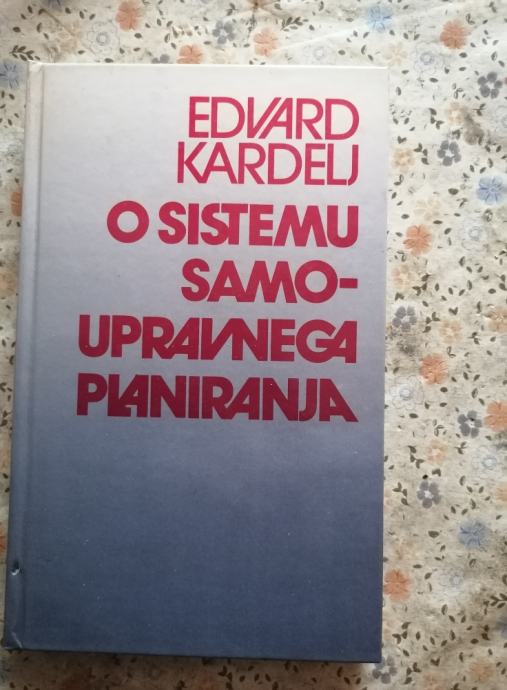 EDVARD
KARDELJ
O SISTEMU
SAMO-
UPRAVNEGA
PLANIRANJA